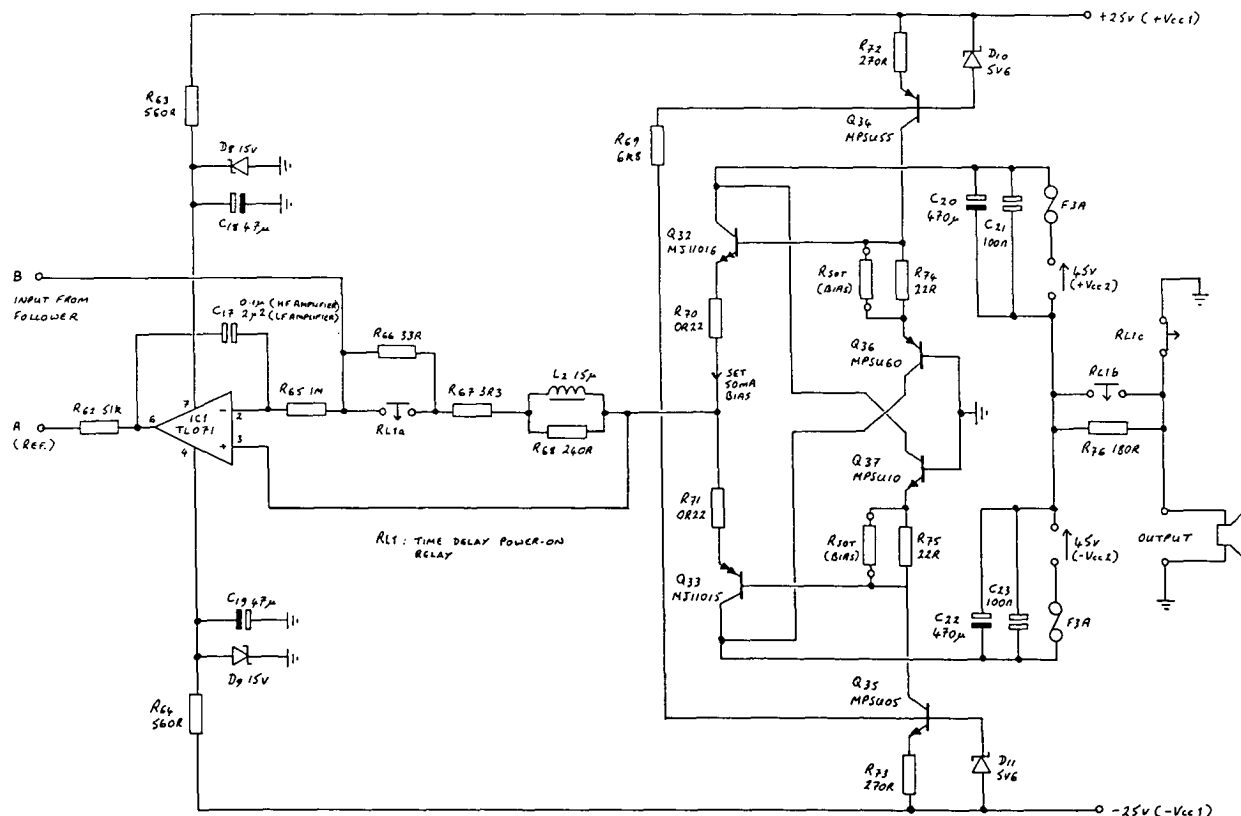 +25V (+Vcc1)
R72
270R
D10
5V6
R63
560R
Q34
MPSU55
R69
6K8
D8 15V
C18 47µ
C20
470µ
C21
100n
F3A
Q32
MJ11016
RSOT
(BIAS)
R74
22R
45V
(+Vcc2)
B
INPUT FROM
FOLLOWER
C17
0.1µ (HF AMPLIFIER)
2µ2 (LF AMPLIFIER)
R66 33R
R70
0R22
RL1c
Q36
MPSU60
SET
50mA
BIAS
R65 1M
R67 3R3
L2 15µ
RL1a
RL1b
R62 51K
A
(REF.)
7
6
IC1
TL071
4
-
2
+
3
R68 240R
R76 180R
Q37
MPSU10
R71
0R22
RL1 : TIME DELAY POWER-ON
RELAY
RSOT
(BIAS)
R75
22R
45V
(-Vcc2)
OUTPUT
Q33
MJ11015
C19 47µ
C22
470µ
C23
100n
F3A
D9 15V
R64
560R
Q35
MPSU05
R73
270R
D11
5V6
-25V (-Vcc1)